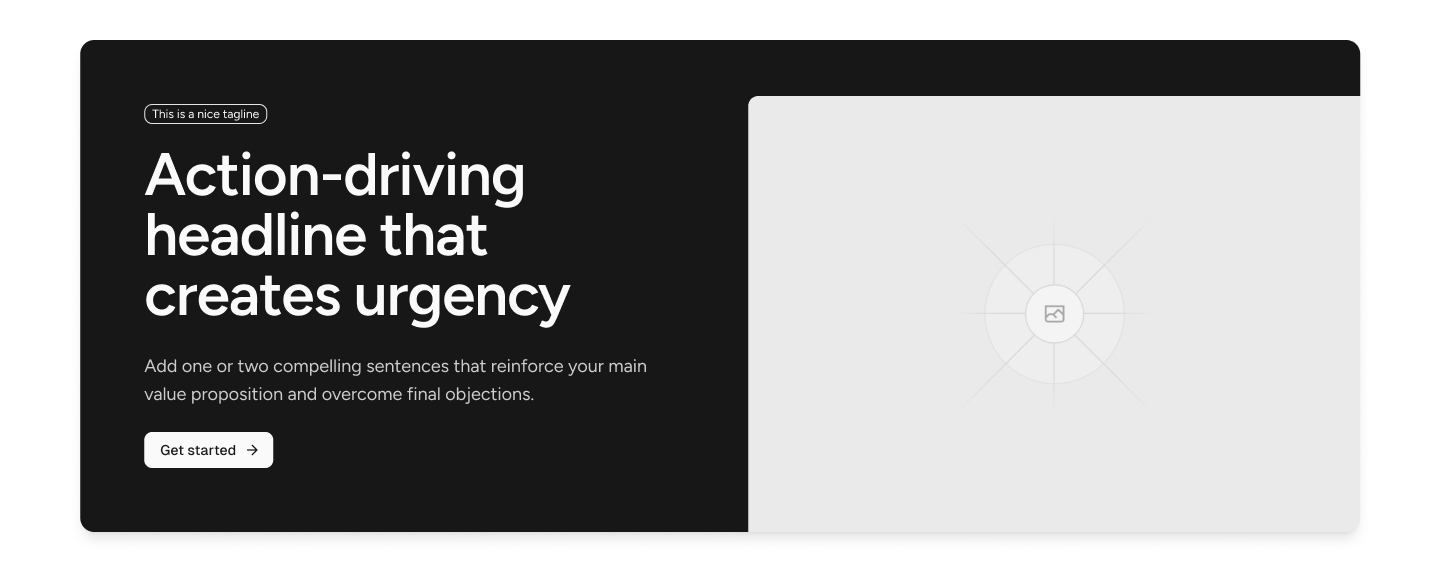 This is a nice tagline
Action-driving
headline that
creates urgency
Add one or two compelling sentences that reinforce your main
value proposition and overcome final objections.
Get started